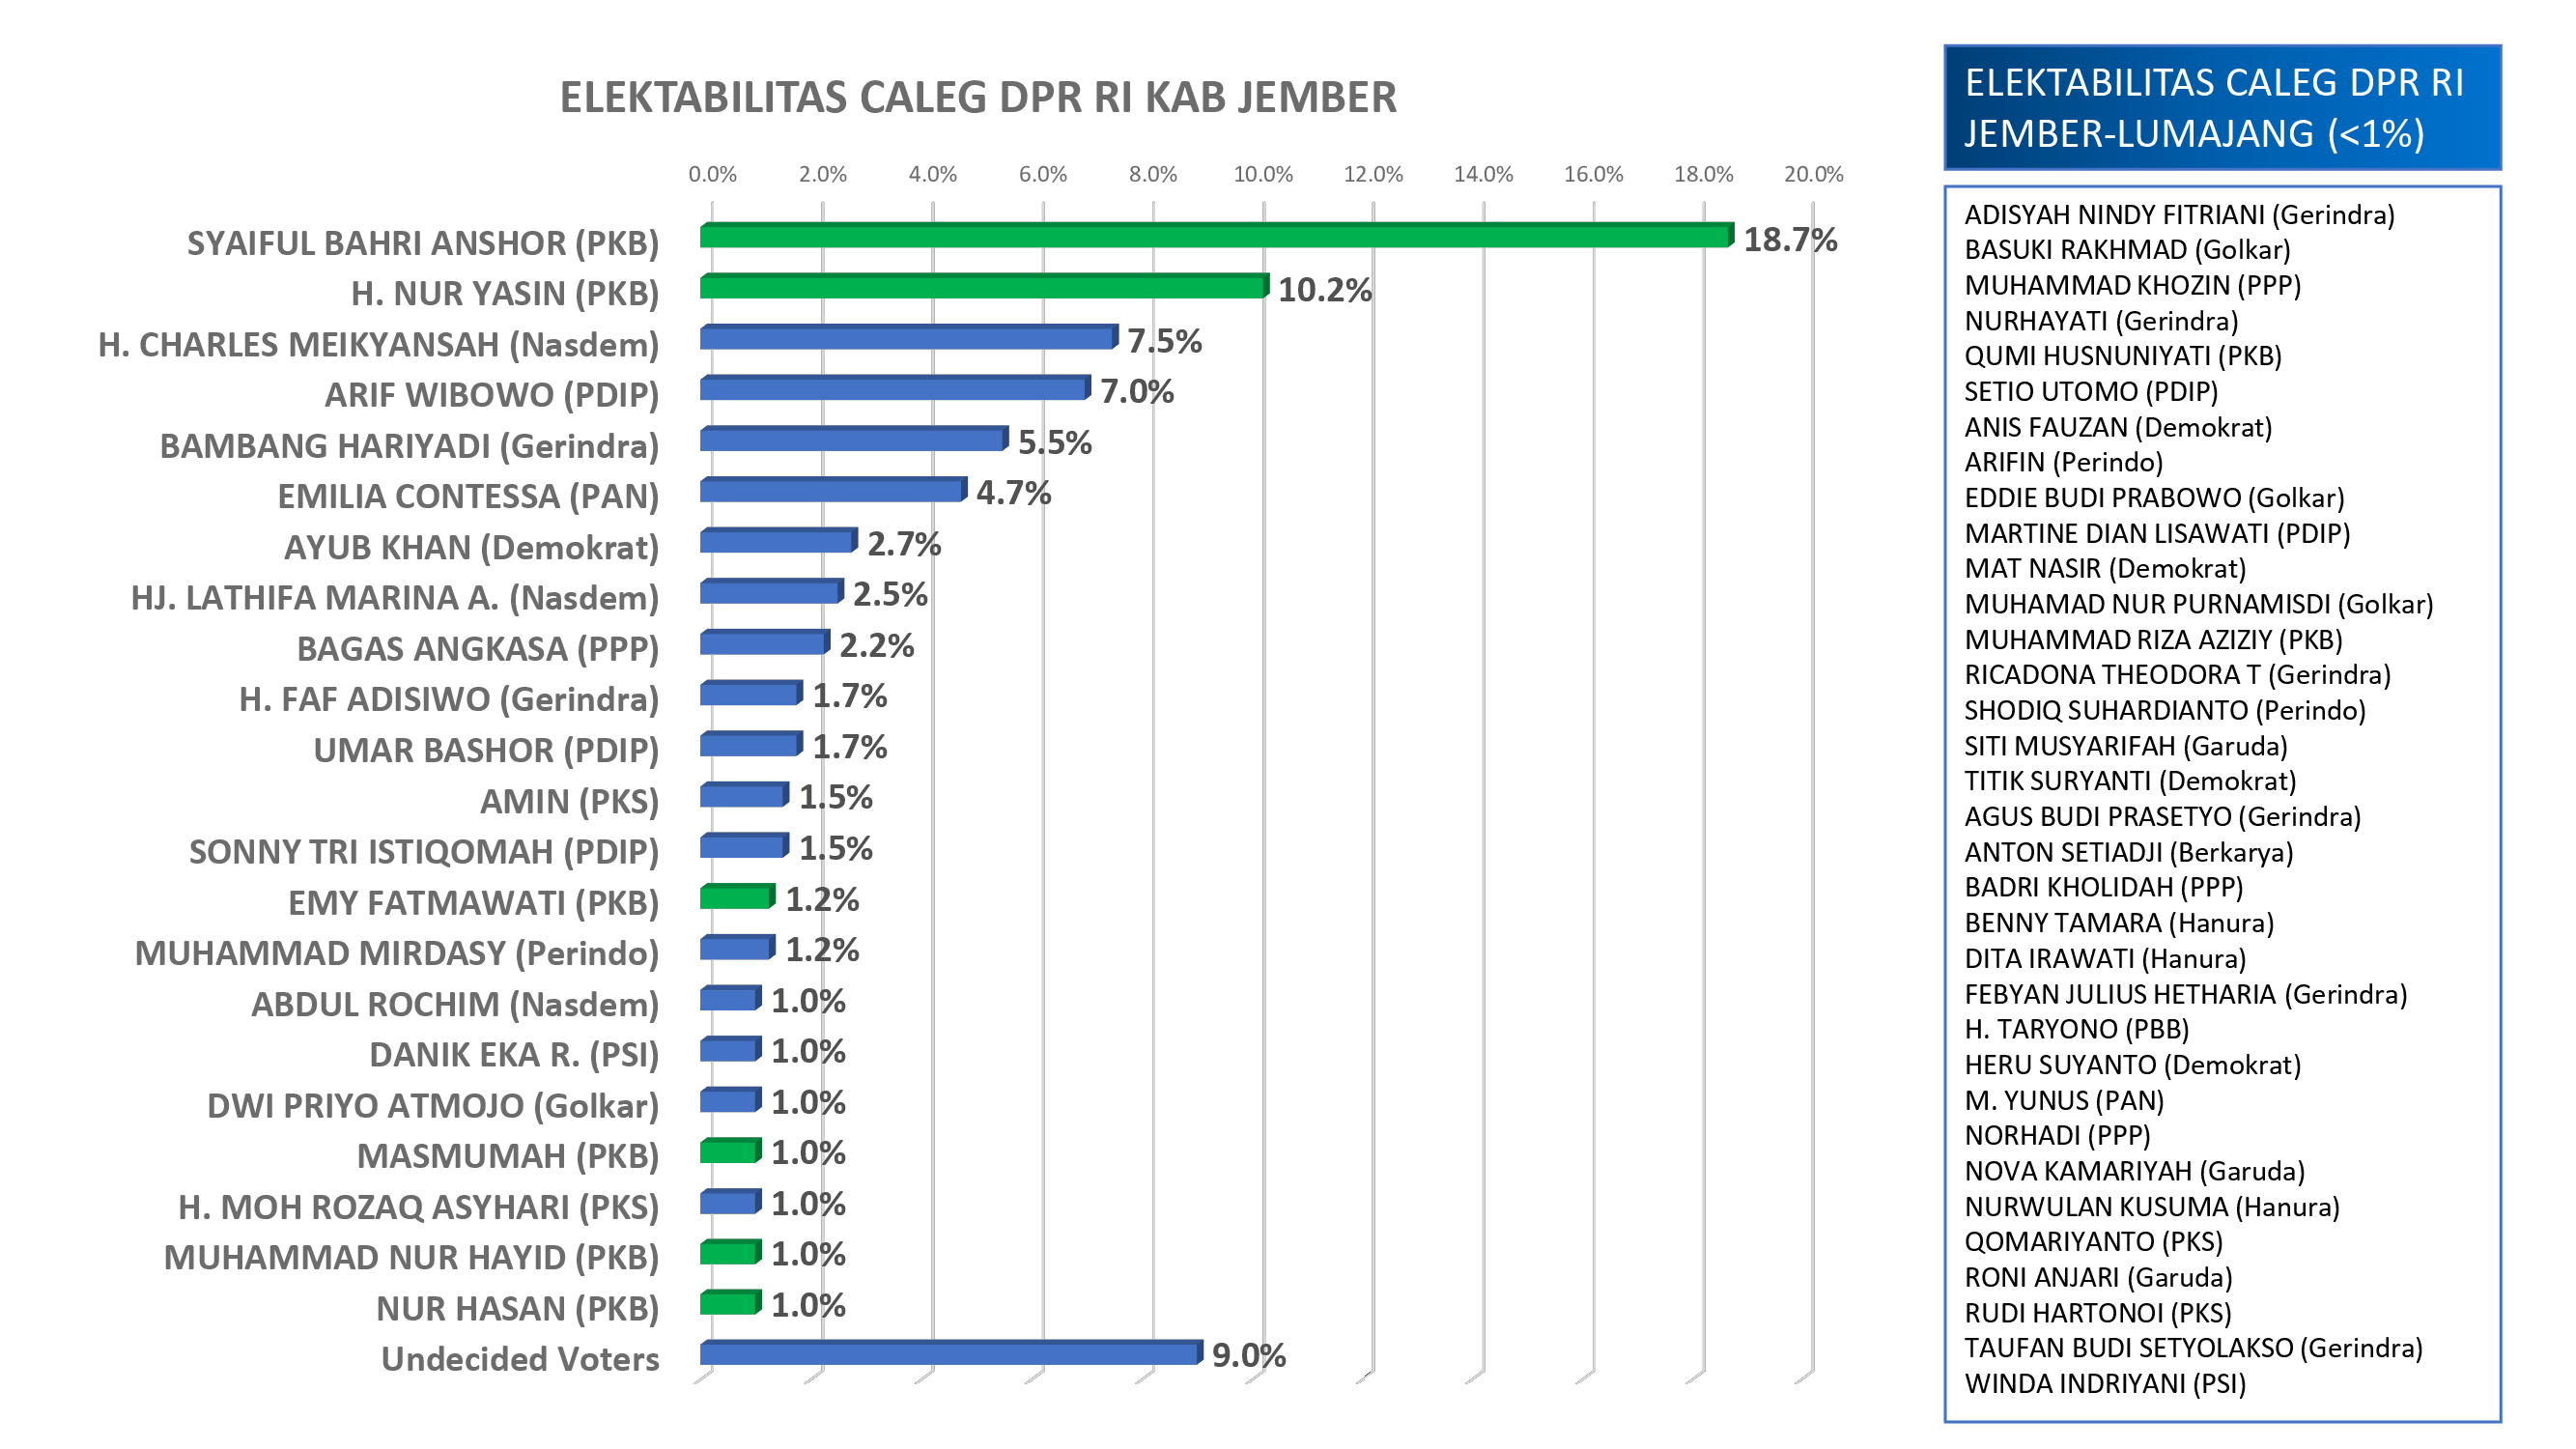 ELEKTABILITAS CALEG DPR RI KAB JEMBER
0.0% 2.0% 4.0% 6.0% 8.0% 10.0% 12.0% 14.0% 16.0% 18.0% 20.0%
SYAIFUL BAHRI ANSHOR (PKB) 18.7%
H. NUR YASIN (PKB) 10.2%
H. CHARLES MEIKYANSAH (Nasdem) 7.5%
ARIF WIBOWO (PDIP) 7.0%
BAMBANG HARIYADI (Gerindra) 5.5%
EMILIA CONTESSA (PAN) 4.7%
AYUB KHAN (Demokrat) 2.7%
HJ. LATHIFA MARINA A. (Nasdem) 2.5%
BAGAS ANGKASA (PPP) 2.2%
H. FAF ADISIWO (Gerindra) 1.7%
UMAR BASHOR (PDIP) 1.7%
AMIN (PKS) 1.5%
SONNY TRI ISTIQOMAH (PDIP) 1.5%
EMY FATMAWATI (PKB) 1.2%
MUHAMMAD MIRDASY (Perindo) 1.2%
ABDUL ROCHIM (Nasdem) 1.0%
DANIK EKA R. (PSI) 1.0%
DWI PRIYO ATMOJO (Golkar) 1.0%
MASMUMAH (PKB) 1.0%
H. MOH ROZAQ ASYHARI (PKS) 1.0%
MUHAMMAD NUR HAYID (PKB) 1.0%
NUR HASAN (PKB) 1.0%
Undecided Voters 9.0%
ELEKTABILITAS CALEG DPR RI
JEMBER-LUMAJANG (<1%)
ADISYAH NINDY FITRIANI (Gerindra)
BASUKI RAKHMAD (Golkar)
MUHAMMAD KHOZIN (PPP)
NURHAYATI (Gerindra)
QUMI HUSNUNIYATI (PKB)
SETIO UTOMO (PDIP)
ANIS FAUZAN (Demokrat)
ARIFIN (Perindo)
EDDIE BUDI PRABOWO (Golkar)
MARTINE DIAN LISAWATI (PDIP)
MAT NASIR (Demokrat)
MUHAMAD NUR PURNAMISDI (Golkar)
MUHAMMAD RIZA AZIZIY (PKB)
RICADONA THEODORA T (Gerindra)
SHODIQ SUHARDIANTO (Perindo)
SITI MUSYARIFAH (Garuda)
TITIK SURYANTI (Demokrat)
AGUS BUDI PRASETYO (Gerindra)
ANTON SETIADJI (Berkarya)
BADRI KHOLIDAH (PPP)
BENNY TAMARA (Hanura)
DITA IRAWATI (Hanura)
FEBYAN JULIUS HETHARIA (Gerindra)
H. TARYONO (PBB)
HERU SUYANTO (Demokrat)
M. YUNUS (PAN)
NORHADI (PPP)
NOVA KAMARIYAH (Garuda)
NURWULAN KUSUMA (Hanura)
QOMARIYANTO (PKS)
RONI ANJARI (Garuda)
RUDI HARTONOI (PKS)
TAUFAN BUDI SETYOLAKSO (Gerindra)
WINDA INDRIYANI (PSI)